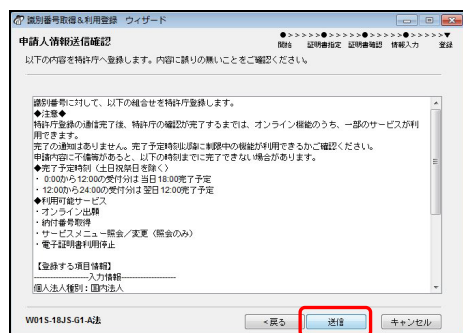 識別番号取得&利用登録 ウィザード
申請人情報送信確認
●>>>>>●>>>>>●>>>>>●>>>>>▼
開始 証明書指定 証明書確認 情報入力 登録
以下の内容を特許庁へ登録します。内容に誤りの無いことをご確認ください。
識別番号に対して、以下の組合せを特許庁登録します。
◆注意◆
特許庁登録の通信完了後、特許庁の確認が完了するまでは、オンライン機能のうち、一部のサービスが利
用できます。
完了の通知はありません。完了予定時刻以降に制限中の機能が利用できるかご確認ください。
申請内容に不備等があると、以下の時刻までに完了できない場合があります。
◆完了予定時刻（土日祝祭日を除く）
・ 0:00から12:00の受付分は当日18:00完了予定
・12:00から24:00の受付分は翌日12:00完了予定
◆利用可能サービス
・オンライン出願
・納付番号取得
・サービスメニュー照会／変更（照会のみ）
・電子証明書利用停止
【登録する項目情報】
--------------------入力情報--------------------
個人法人種別：国内法人
W01S-18JS-G1-A法
<戻る 送信 キャンセル